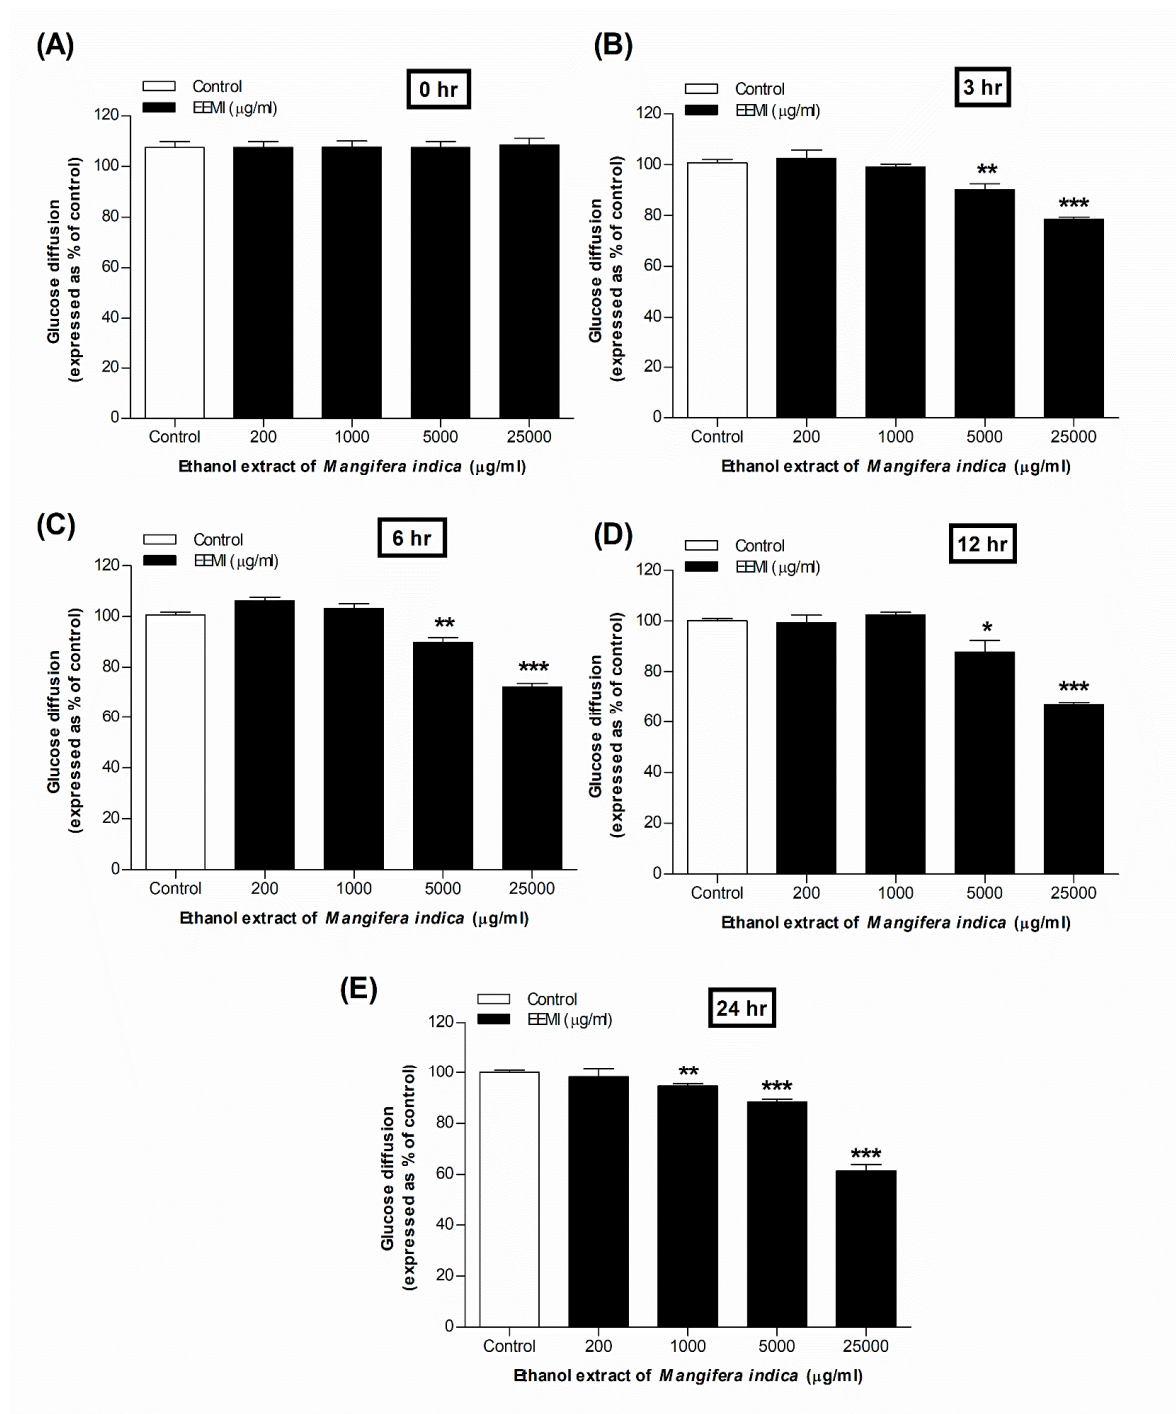 (A)
Control
EEMI (μg/ml)
0 hr
120
100
80
60
40
20
0
Glucose diffusion
(expressed as % of control)
Control 200 1000 5000 25000
Ethanol extract of Mangifera indica (μg/ml)
(B)
Control
EEMI (μg/ml)
3 hr
120
100
80
60
40
20
0
Glucose diffusion
(expressed as % of control)
**
***
Control 200 1000 5000 25000
Ethanol extract of Mangifera indica (μg/ml)
(C)
Control
EEMI (μg/ml)
6 hr
120
100
80
60
40
20
0
Glucose diffusion
(expressed as % of control)
**
***
Control 200 1000 5000 25000
Ethanol extract of Mangifera indica (μg/ml)
(D)
Control
EEMI (μg/ml)
12 hr
120
100
80
60
40
20
0
Glucose diffusion
(expressed as % of control)
*
***
Control 200 1000 5000 25000
Ethanol extract of Mangifera indica (μg/ml)
(E)
Control
EEMI (μg/ml)
24 hr
120
100
80
60
40
20
0
Glucose diffusion
(expressed as % of control)
**
***
***
Control 200 1000 5000 25000
Ethanol extract of Mangifera indica (μg/ml)